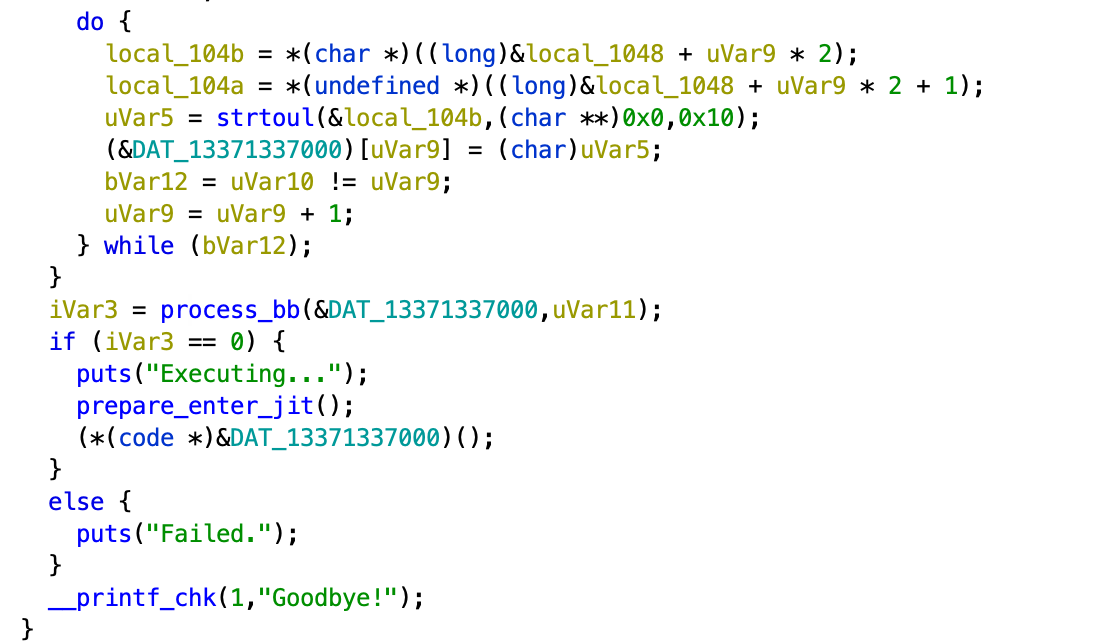 do {
local_104b = *(char *)((long)&local_1048 + uVar9 * 2);
local_104a = *(undefined *)((long)&local_1048 + uVar9 * 2 + 1);
uVar5 = strtoul(&local_104b,(char **)0x0,0x10);
(&DAT_13371337000)[uVar9] = (char)uVar5;
bVar12 = uVar10 != uVar9;
uVar9 = uVar9 + 1;
} while (bVar12);
}
iVar3 = process_bb(&DAT_13371337000,uVar11);
if (iVar3 == 0) {
puts("Executing...");
prepare_enter_jit();
(*(code *)&DAT_13371337000)();
}
else {
puts("Failed.");
}
__printf_chk(1,"Goodbye!");
}